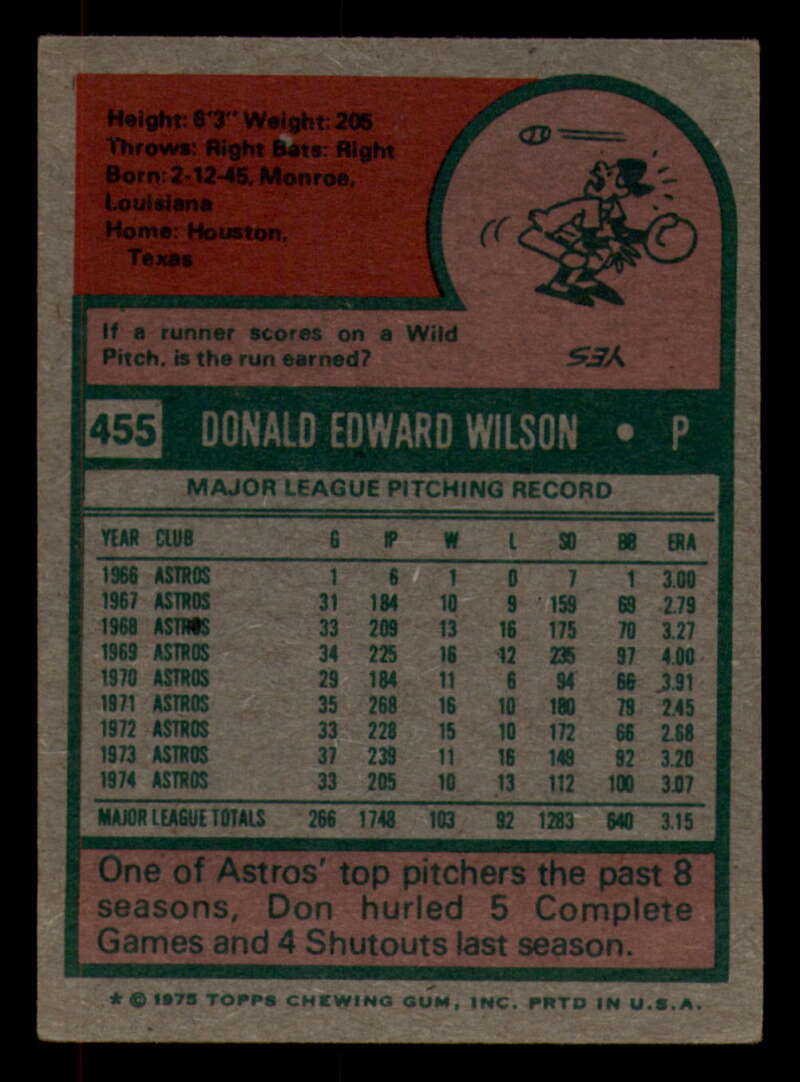 Height: 6'3" Weight: 205
Throws: Right Bats: Right
Born: 2-12-45, Monroe,
Louisiana
Home: Houston,
Texas
If a runner scores on a Wild
Pitch, is the run earned?
YES
455 DONALD EDWARD WILSON • P
MAJOR LEAGUE PITCHING RECORD
YEAR CLUB G IP W L SO BB ERA
1966 ASTROS 1 6 1 0 7 1 3.00
1967 ASTROS 31 184 10 9 159 69 2.79
1968 ASTROS 33 209 13 16 175 70 3.27
1969 ASTROS 34 225 16 12 235 97 4.00
1970 ASTROS 29 184 11 6 94 66 3.91
1971 ASTROS 35 268 16 10 180 79 2.45
1972 ASTROS 33 228 15 10 172 66 2.68
1973 ASTROS 37 239 11 16 149 92 3.20
1974 ASTROS 33 205 10 13 112 100 3.07
MAJOR LEAGUE TOTALS 266 1748 103 92 1283 640 3.15
One of Astros' top pitchers the past 8
seasons, Don hurled 5 Complete
Games and 4 Shutouts last season.
* © 1975 TOPPS CHEWING GUM, INC. PRTD IN U.S.A.